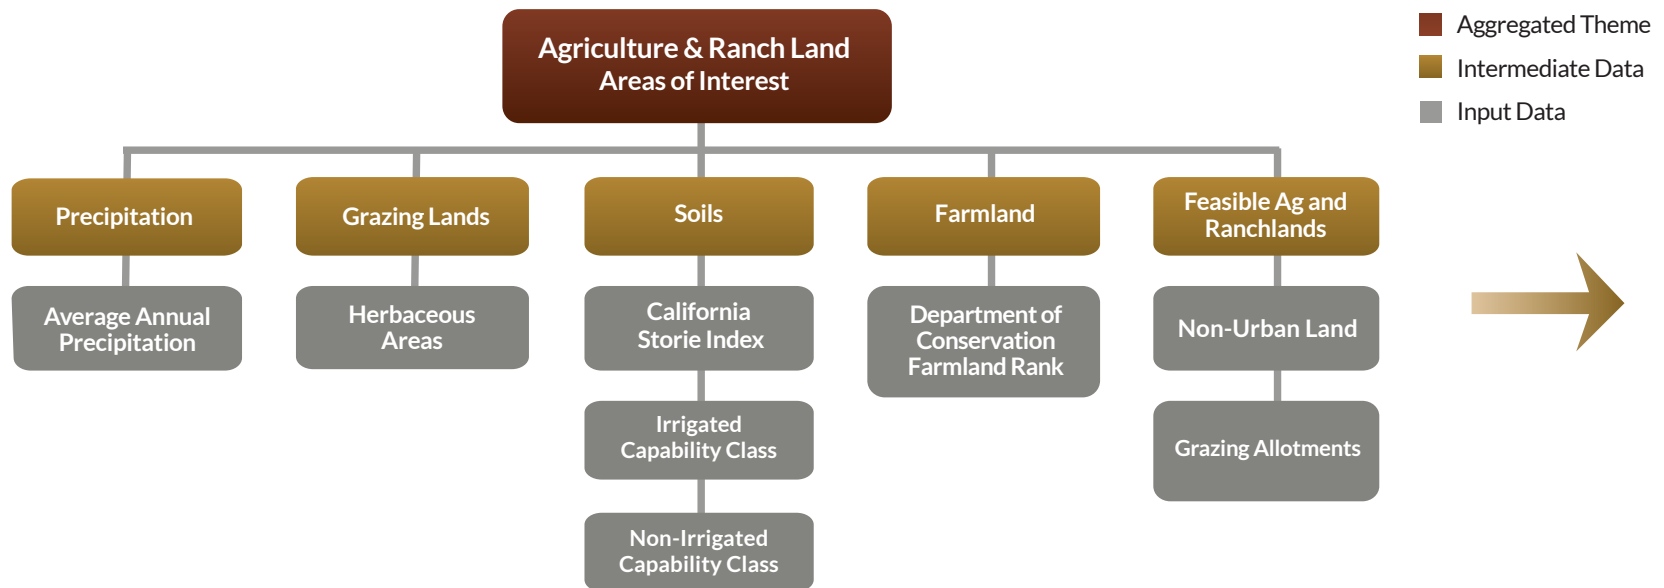 Agriculture & Ranch Land
Areas of Interest
Aggregated Theme
Intermediate Data
Input Data
Precipitation
Grazing Lands
Soils
Farmland
Feasible Ag and
Ranchlands
Average Annual
Precipitation
Herbaceous
Areas
California
Storie Index
Department of
Conservation
Farmland Rank
Non-Urban Land
Irrigated
Capability Class
Grazing Allotments
Non-Irrigated
Capability Class